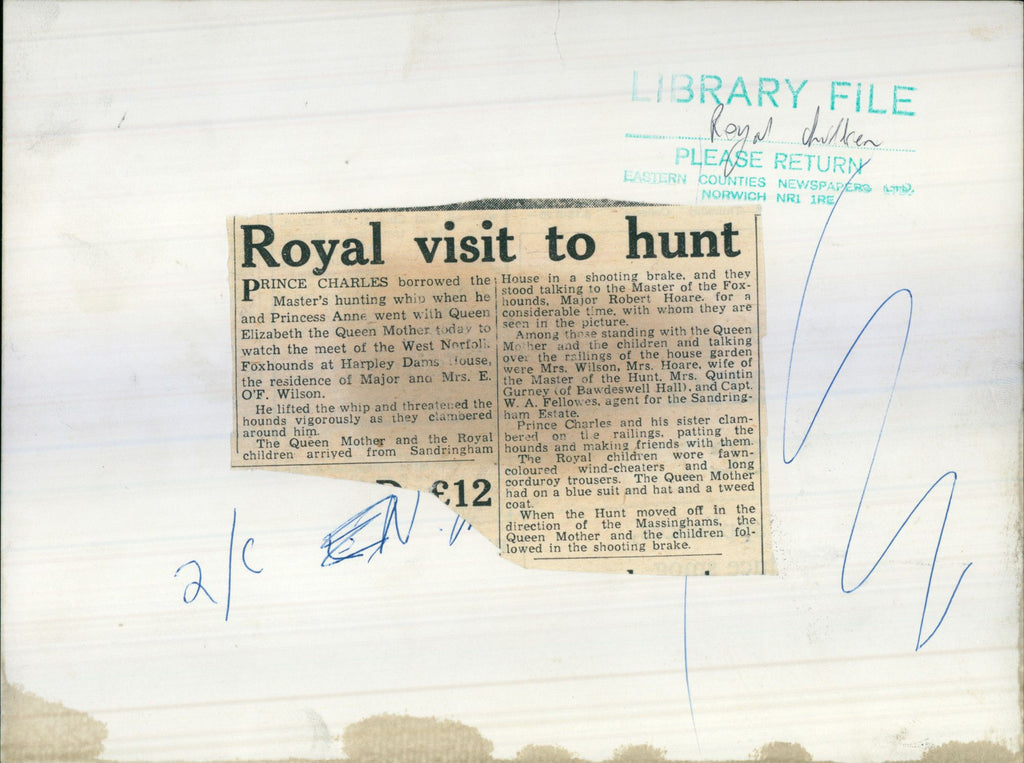 LIBRARY FILE
Royal children
PLEASE RETURN
EASTERN COUNTIES NEWSPAPERS LTD.
NORWICH NR1 1RE
Royal visit to hunt
PRINCE CHARLES borrowed the
Master's hunting whip when he
and Princess Anne went with Queen
Elizabeth the Queen Mother today to
watch the meet of the West Norfolk
Foxhounds at Harpley Dams House,
the residence of Major and Mrs. E.
O'F. Wilson.
He lifted the whip and threatened the
hounds vigorously as they clambered
around him.
The Queen Mother and the Royal
children arrived from Sandringham
House in a shooting brake, and they
stood talking to the Master of the Fox-
hounds, Major Robert Hoare, for a
considerable time, with whom they are
seen in the picture.
Among those standing with the Queen
Mother and the children and talking
over the railings of the house garden
were Mrs. Wilson, Mrs. Hoare, wife of
the Master of the Hunt, Mrs. Quintin
Gurney (of Bawdeswell Hall), and Capt.
W. A. Fellowes, agent for the Sandring-
ham Estate.
Prince Charles and his sister clam-
bered on the railings, patting the
hounds and making friends with them.
The Royal children wore fawn-
coloured wind-cheaters and long
corduroy trousers. The Queen Mother
had on a blue suit and hat and a tweed
coat.
When the Hunt moved off in the
direction of the Massinghams, the
Queen Mother and the children fol-
lowed in the shooting brake.
£12
2/c